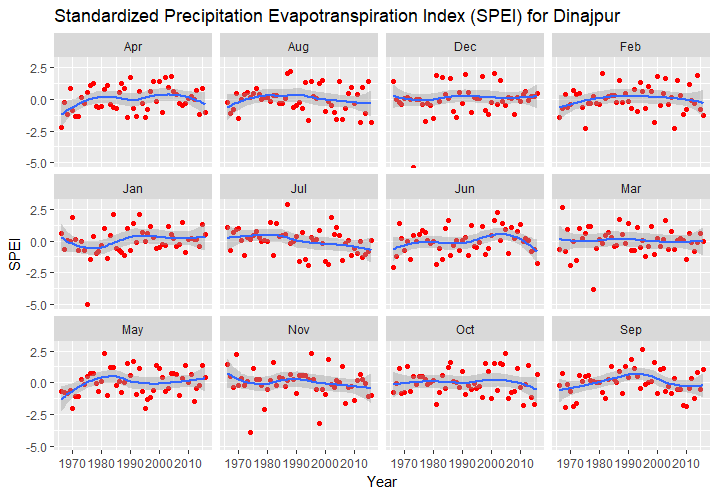 Standardized Precipitation Evapotranspiration Index (SPEI) for Dinajpur
Apr Aug Dec Feb
2.5
0.0
-2.5
-5.0
Jan Jul Jun Mar
2.5
0.0
-2.5
-5.0
May Nov Oct Sep
2.5
0.0
-2.5
-5.0
SPEI
1970 1980 1990 2000 2010 1970 1980 1990 2000 2010 1970 1980 1990 2000 2010 1970 1980 1990 2000 2010
Year